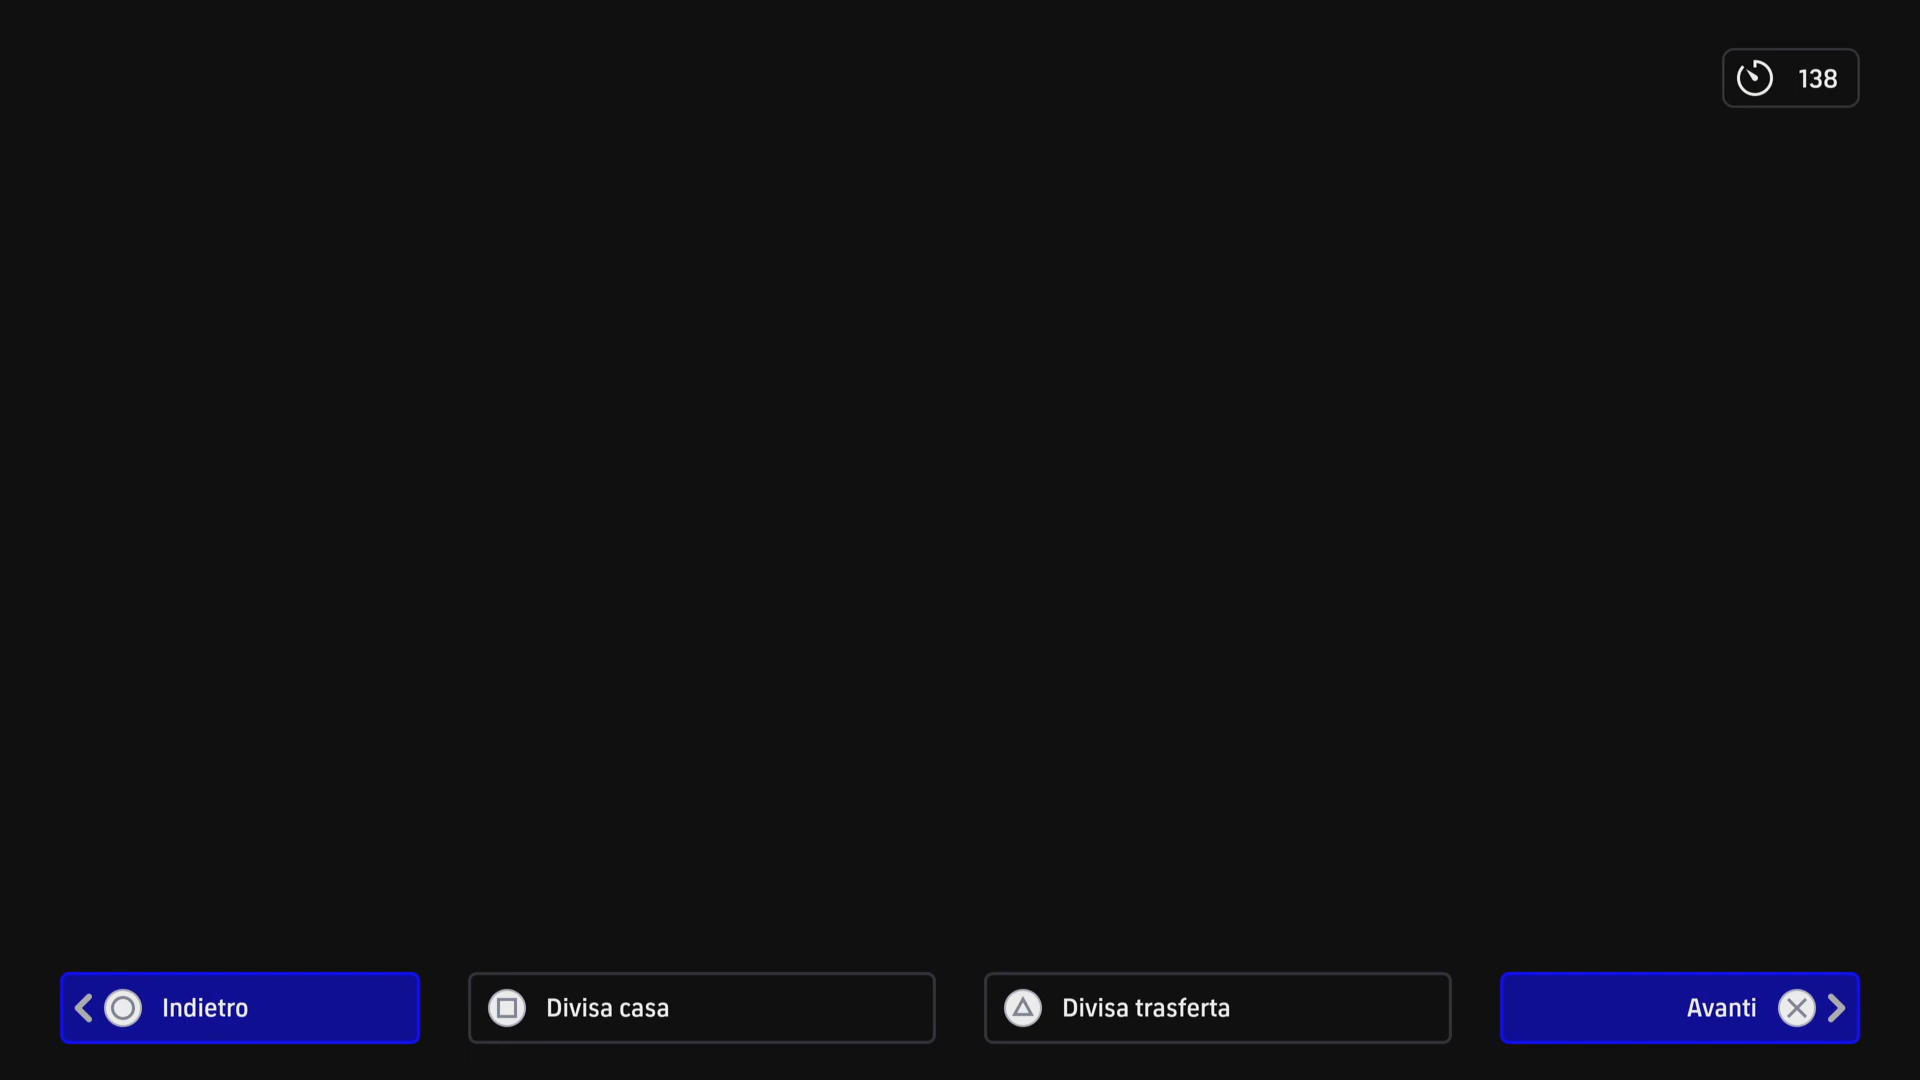 138
Indietro
Divisa casa
Divisa trasferta
Avanti